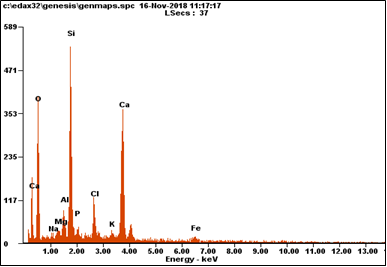 c:\edax32\genesis\genmaps.spc 16-Nov-2018 11:17:17
LSecs : 37
589
Si
471
O
Ca
353
235
Ca
Cl
117
Al
P
Mg
Na
K
Fe
0
1.00 2.00 3.00 4.00 5.00 6.00 7.00 8.00 9.00 10.00 11.00 12.00 13.00
Energy - keV